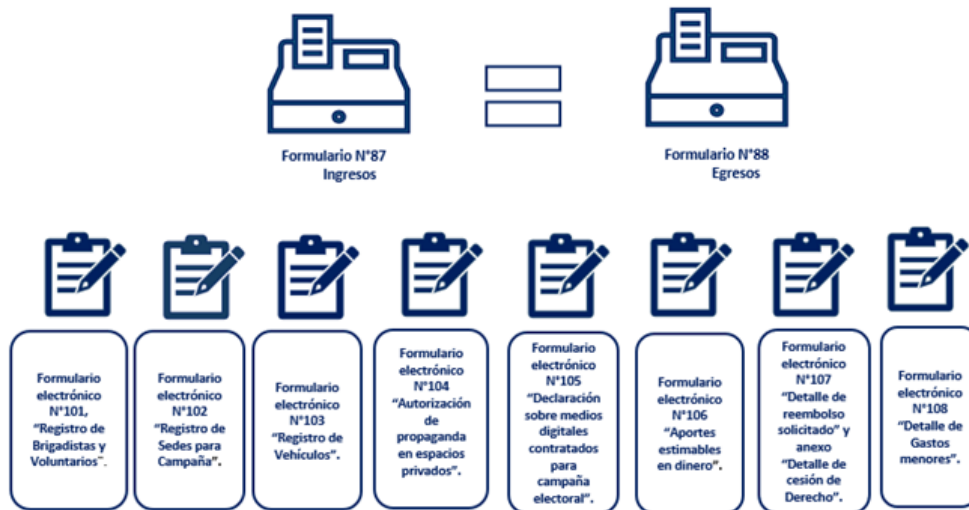 Formulario N°87
Ingresos
Formulario N°88
Egresos
Formulario
electrónico
N°101,
“Registro de
Brigadistas y
Voluntarios”.
Formulario
electrónico
N°102
“Registro de
Sedes para
Campaña”.
Formulario
electrónico
N°103
“Registro de
Vehículos”.
Formulario
electrónico
N°104
“Autorización
de
propaganda
en espacios
privados”.
Formulario
electrónico
N°105
“Declaración
sobre medios
digitales
contratados
para
campaña
electoral”.
Formulario
electrónico
N°106
“Aportes
estimables
en dinero”.
Formulario
electrónico
N°107
“Detalle de
reembolso
solicitado” y
anexo
“Detalle de
cesión de
Derecho”.
Formulario
electrónico
N°108
“Detalle de
Gastos
menores”.